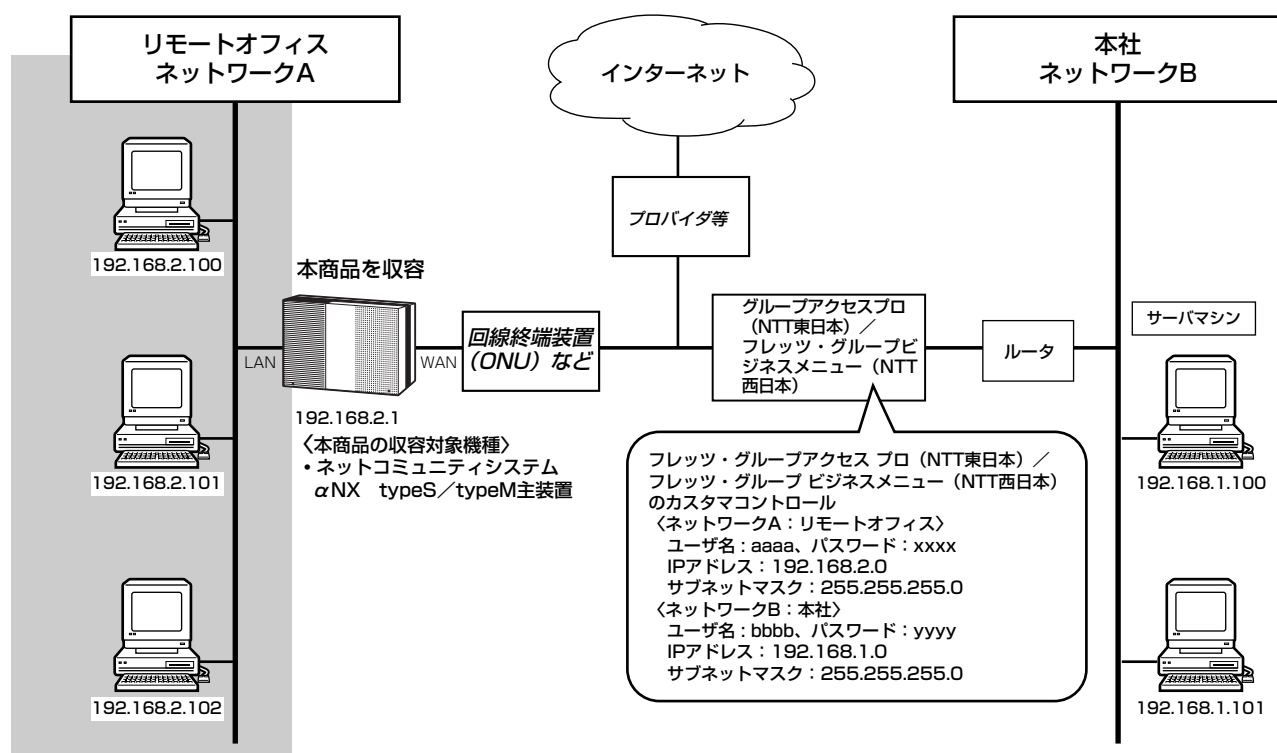 リモートオフィス
ネットワークA
インターネット
本社
ネットワークB
プロバイダ等
192.168.2.100
本商品を収容
LAN
WAN
回線終端装置
(ONU)など
グループアクセスプロ
(NTT東日本)/
フレッツ・グループビ
ジネスメニュー(NTT
西日本)
ルータ
サーバマシン
192.168.2.1
〈本商品の収容対象機種〉
・ネットコミュニティシステム
αNX typeS/typeM主装置
192.168.2.101
192.168.1.100
フレッツ・グループアクセス プロ(NTT東日本)/
フレッツ・グループ ビジネスメニュー(NTT西日本)
のカスタマコントロール
〈ネットワークA:リモートオフィス〉
ユーザ名:aaaa、パスワード:xxxx
IPアドレス:192.168.2.0
サブネットマスク:255.255.255.0
〈ネットワークB:本社〉
ユーザ名:bbbb、パスワード:yyyy
IPアドレス:192.168.1.0
サブネットマスク:255.255.255.0
192.168.2.102
192.168.1.101